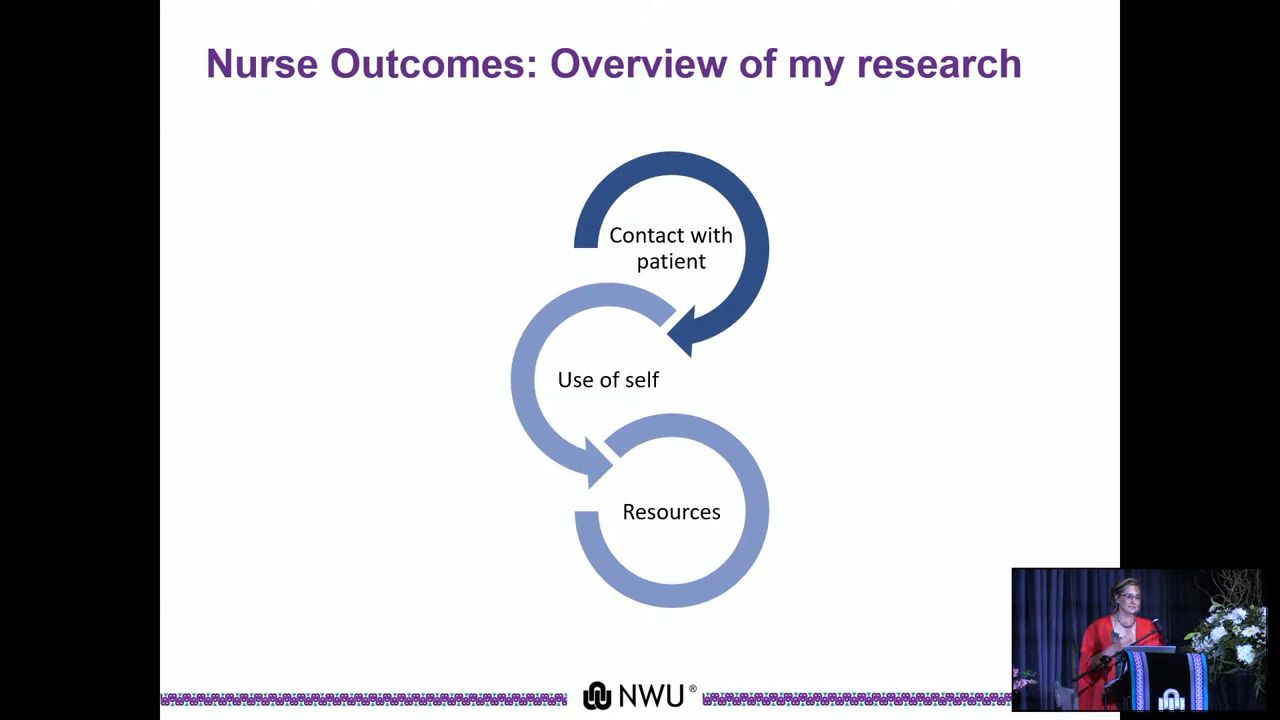 Nurse Outcomes: Overview of my research
Contact with
patient
Use of self
Resources
NWU®